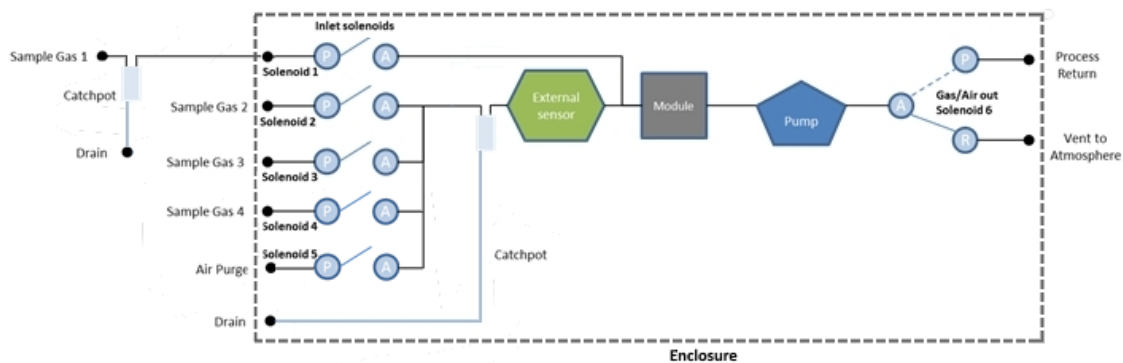 Inlet solenoids
Sample Gas 1
P
A
Solenoid 1
Catchpot
Drain
Sample Gas 2
P
A
Solenoid 2
Sample Gas 3
P
A
Solenoid 3
Sample Gas 4
P
A
Solenoid 4
Solenoid 5
Air Purge
P
A
Drain
Catchpot
External
sensor
Module
Pump
A
Gas/Air out
Solenoid 6
P
R
Process
Return
Vent to
Atmosphere
Enclosure